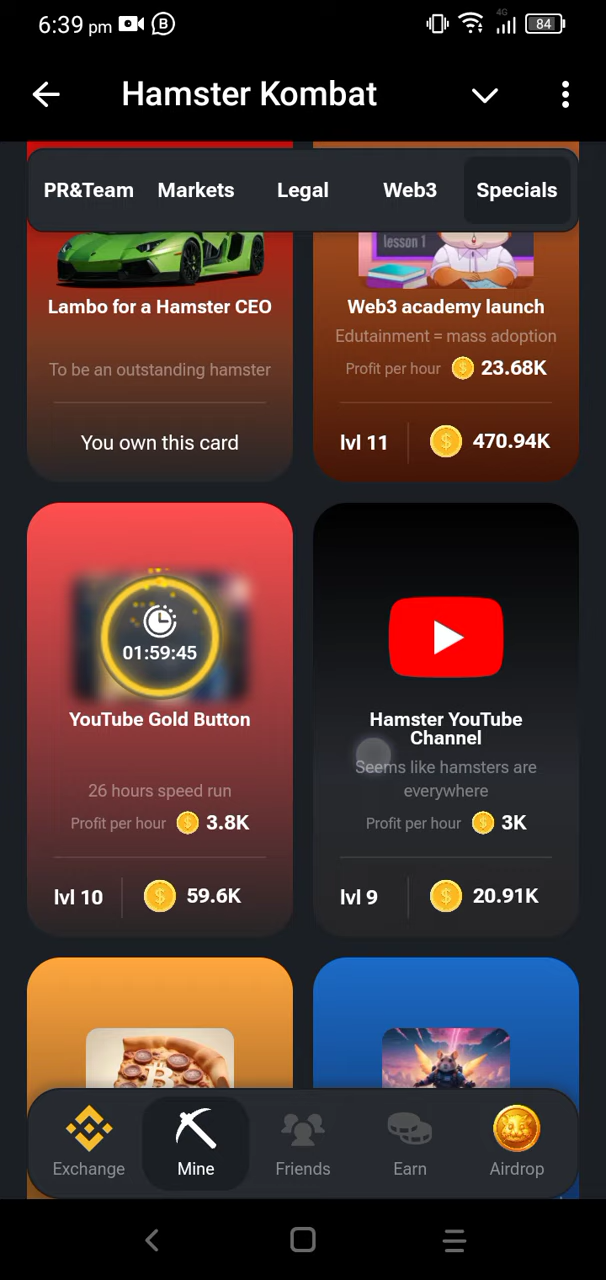 6:39 pm
4G
84
Hamster Kombat
PR&Team Markets Legal Web3 Specials
lesson 1
Lambo for a Hamster CEO
To be an outstanding hamster
You own this card
Web3 academy launch
Edutainment = mass adoption
Profit per hour 23.68K
lvl 11 470.94K
01:59:45
YouTube Gold Button
26 hours speed run
Profit per hour 3.8K
lvl 10 59.6K
Hamster YouTube
Channel
Seems like hamsters are
everywhere
Profit per hour 3K
lvl 9 20.91K
Exchange Mine Friends Earn Airdrop